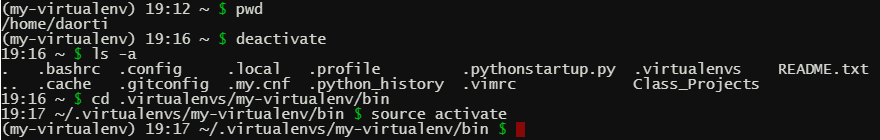 (my-virtualenv) 19:12 ~ $ pwd
/home/daorti
(my-virtualenv) 19:16 ~ $ deactivate
19:16 ~ $ ls -a
.   .bashrc  .config     .local  .profile         .pythonstartup.py  .virtualenvs    README.txt
..  .cache   .gitconfig  .my.cnf  .python_history  .vimrc             Class_Projects
19:16 ~ $ cd .virtualenvs/my-virtualenv/bin
19:17 ~/.virtualenvs/my-virtualenv/bin $ source activate
(my-virtualenv) 19:17 ~/.virtualenvs/my-virtualenv/bin $